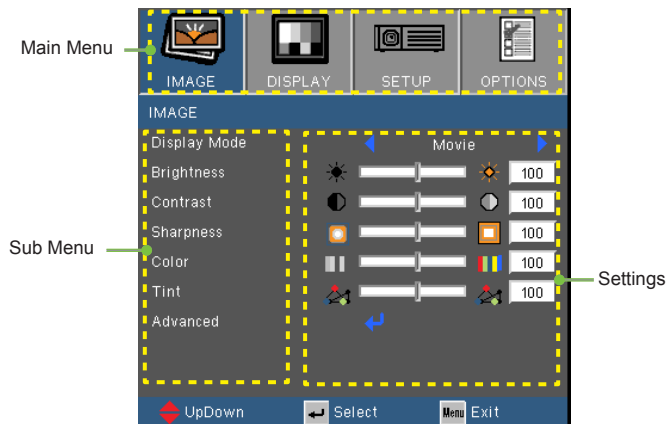 Main Menu
IMAGE
DISPLAY
SETUP
OPTIONS
IMAGE
Display Mode
Movie
Brightness
100
Contrast
100
Sharpness
100
Sub Menu
Color
100
Settings
Tint
100
Advanced
UpDown
Select
Menu
Exit